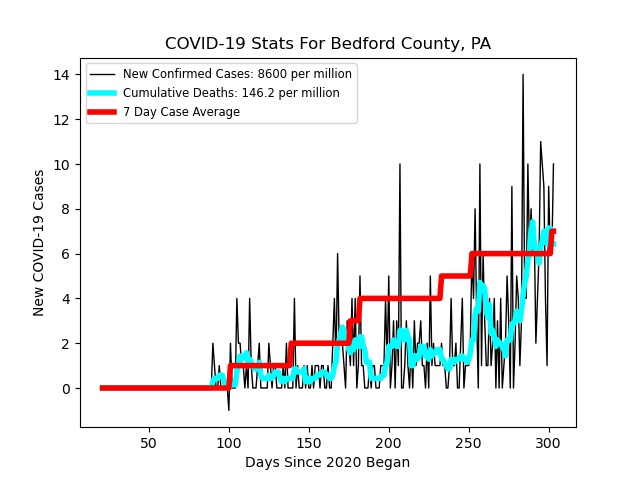 COVID-19 Stats For Bedford County, PA
New Confirmed Cases: 8600 per million
Cumulative Deaths: 146.2 per million
7 Day Case Average
14
12
10
8
6
4
2
0
New COVID-19 Cases
50 100 150 200 250 300
Days Since 2020 Began